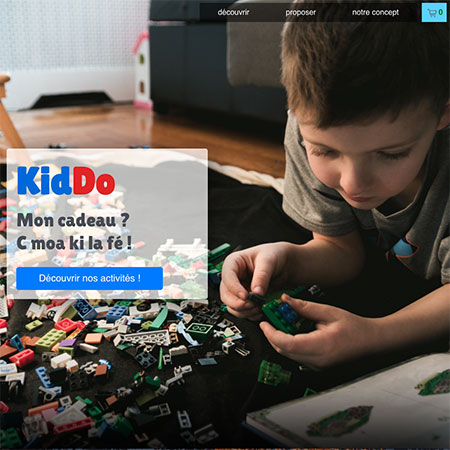 découvrir proposer notre concept 0
KidDo
Mon cadeau ?
C moa ki la fé !
Découvrir nos activités !